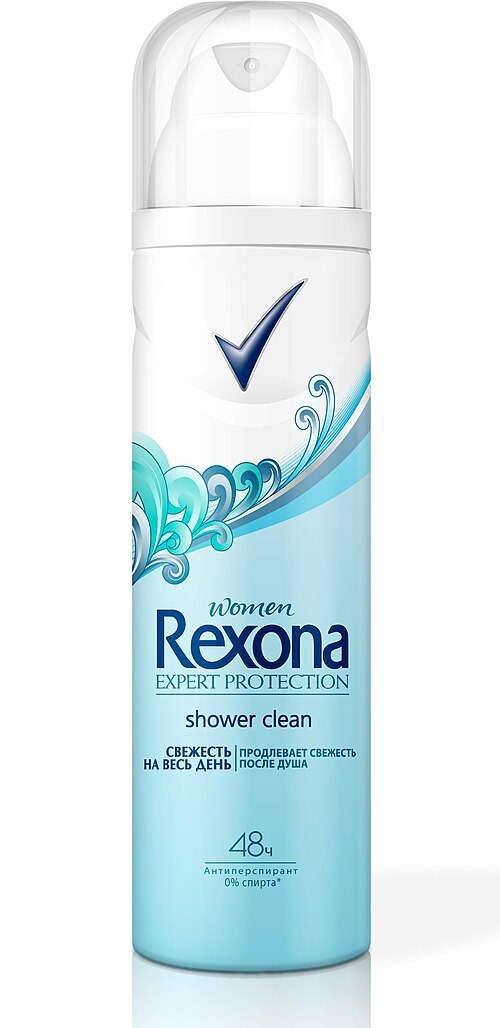 women
Rexona
EXPERT PROTECTION
shower clean
СВЕЖЕСТЬ
НА ВЕСЬ ДЕНЬ
ПРОДЛЕВАЕТ СВЕЖЕСТЬ
ПОСЛЕ ДУША
48ч
Антиперспирант
0% спирта*